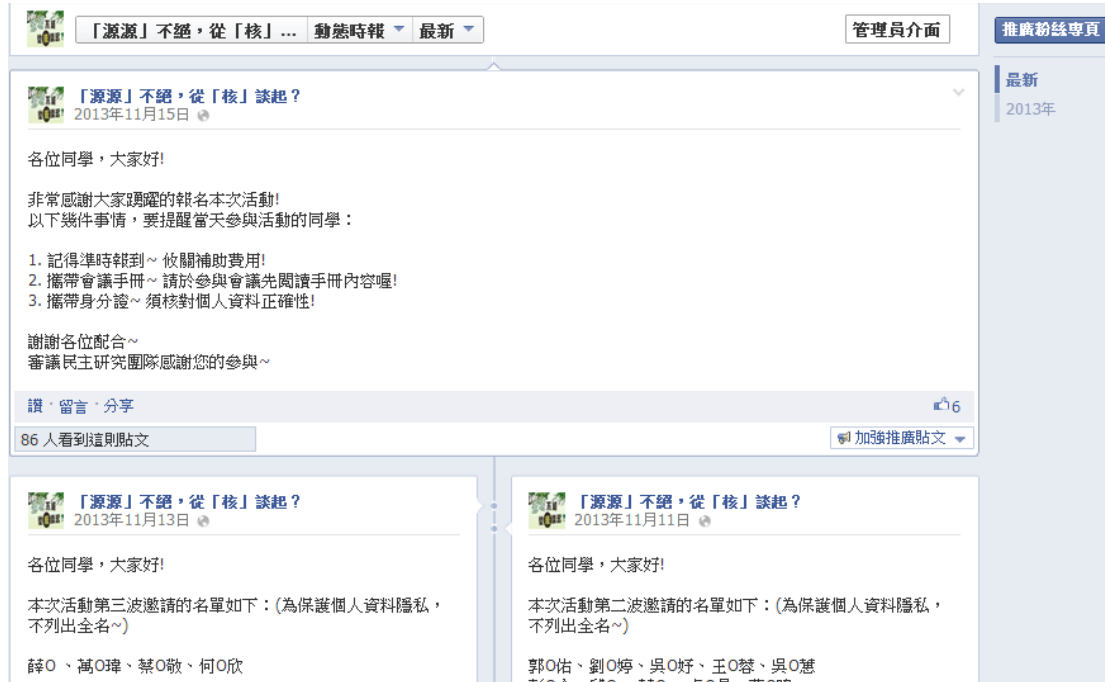 「源源」不絕，從「核」... 動態時報 最新
管理員介面
推廣粉絲專頁
最新
2013年
「源源」不絕，從「核」談起？
2013年11月15日
各位同學，大家好!
非常感謝大家踴躍的報名本次活動!
以下幾件事情，要提醒當天參與活動的同學：
1. 記得準時報到~ 攸關補助費用!
2. 攜帶會議手冊~ 請於參與會議先閱讀手冊內容喔!
3. 攜帶身分證~ 須核對個人資料正確性!
謝謝各位配合~
審議民主研究團隊感謝您的參與~
讚 · 留言 · 分享
6
86 人看到這則貼文
加強推廣貼文
「源源」不絕，從「核」談起？
2013年11月13日
各位同學，大家好!
本次活動第三波邀請的名單如下：(為保護個人資料隱私，
不列出全名~)
薛O 、萬O瑋、蔡O敬、何O欣
「源源」不絕，從「核」談起？
2013年11月11日
各位同學，大家好!
本次活動第二波邀請的名單如下：(為保護個人資料隱私，
不列出全名~)
郭O佑、劉O婷、吳O妤、王O蓉、吳O慧